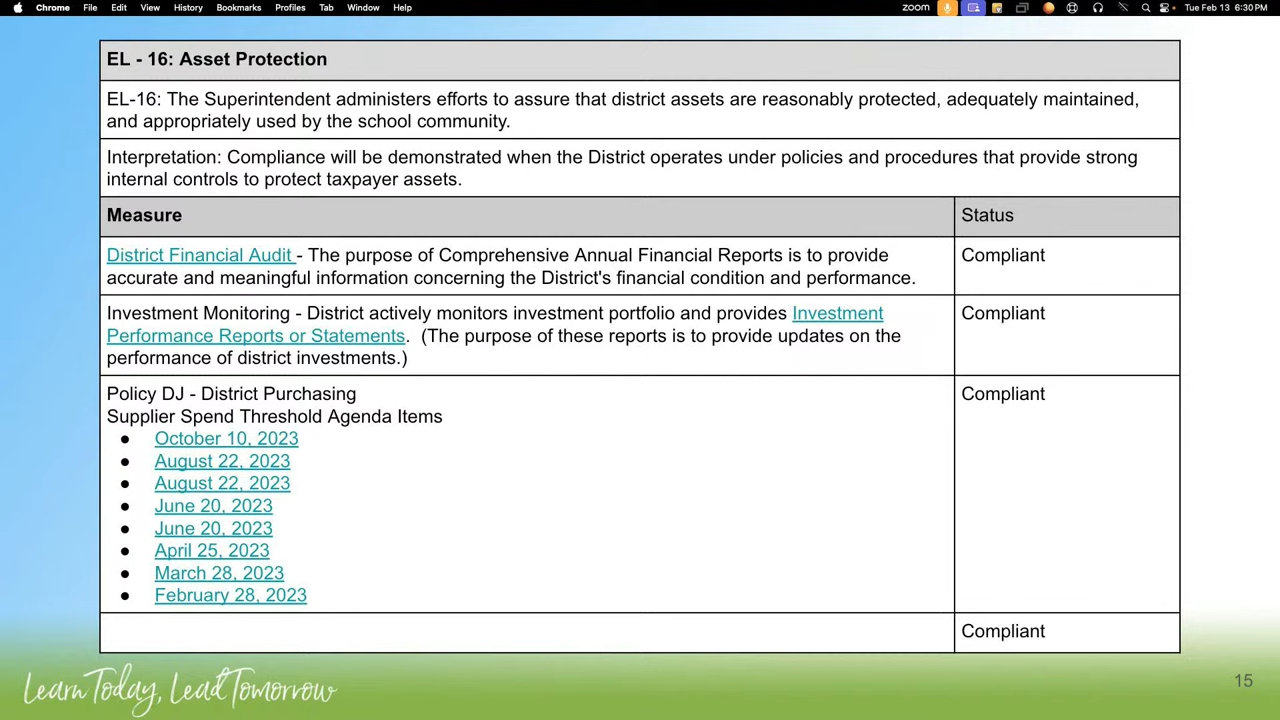 Chrome File Edit View History Bookmarks Profiles Tab Window Help zoom Tue Feb 13 6:30 PM
EL - 16: Asset Protection
EL-16: The Superintendent administers efforts to assure that district assets are reasonably protected, adequately maintained,
and appropriately used by the school community.
Interpretation: Compliance will be demonstrated when the District operates under policies and procedures that provide strong
internal controls to protect taxpayer assets.
Measure Status
District Financial Audit - The purpose of Comprehensive Annual Financial Reports is to provide Compliant
accurate and meaningful information concerning the District's financial condition and performance.
Investment Monitoring - District actively monitors investment portfolio and provides Investment Compliant
Performance Reports or Statements. (The purpose of these reports is to provide updates on the
performance of district investments.)
Policy DJ - District Purchasing Compliant
Supplier Spend Threshold Agenda Items
● October 10, 2023
● August 22, 2023
● August 22, 2023
● June 20, 2023
● June 20, 2023
● April 25, 2023
● March 28, 2023
● February 28, 2023
Compliant
Learn Today, Lead Tomorrow 15